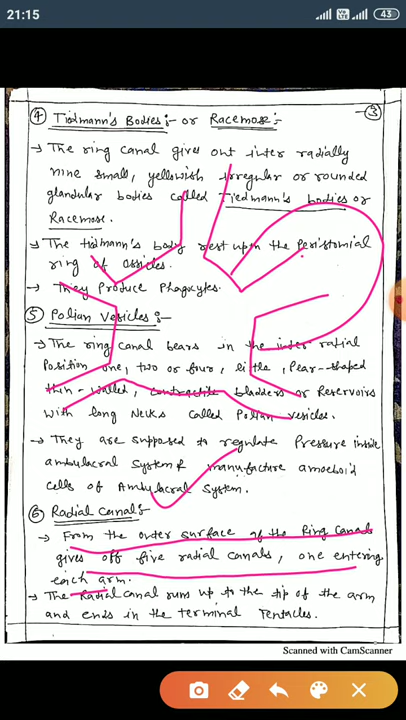 21:15
43
③
④ Tiedmann's Bodies :- or Racemose :-
→ The ring canal gives out inter radially
nine small, yellowish irregular or rounded
glandular bodies called Tiedmann's bodies or
Racemose.
→ The tidmann's body rest upon the Peristomial
ring of ossicles.
→ They Produce Phagocytes.
⑤ Polian Vesicles :-
→ The ring canal bears in the inter radial
Position one, two or four, little, Pear-shaped
thin-walled, contractile bladders or Reservoirs
with long Necks called Polian vesicles.
→ They are supposed to regulate Pressure inside
ambulacral system & manufacture amoeboid
cells of Ambulacral System.
⑥ Radial Canal :-
→ From the outer surface of the Ring Canal
gives off five radial canals, one entering
each arm.
→ The Radial canal runs up to the tip of the arm
and ends in the terminal Tentacles.
Scanned with CamScanner